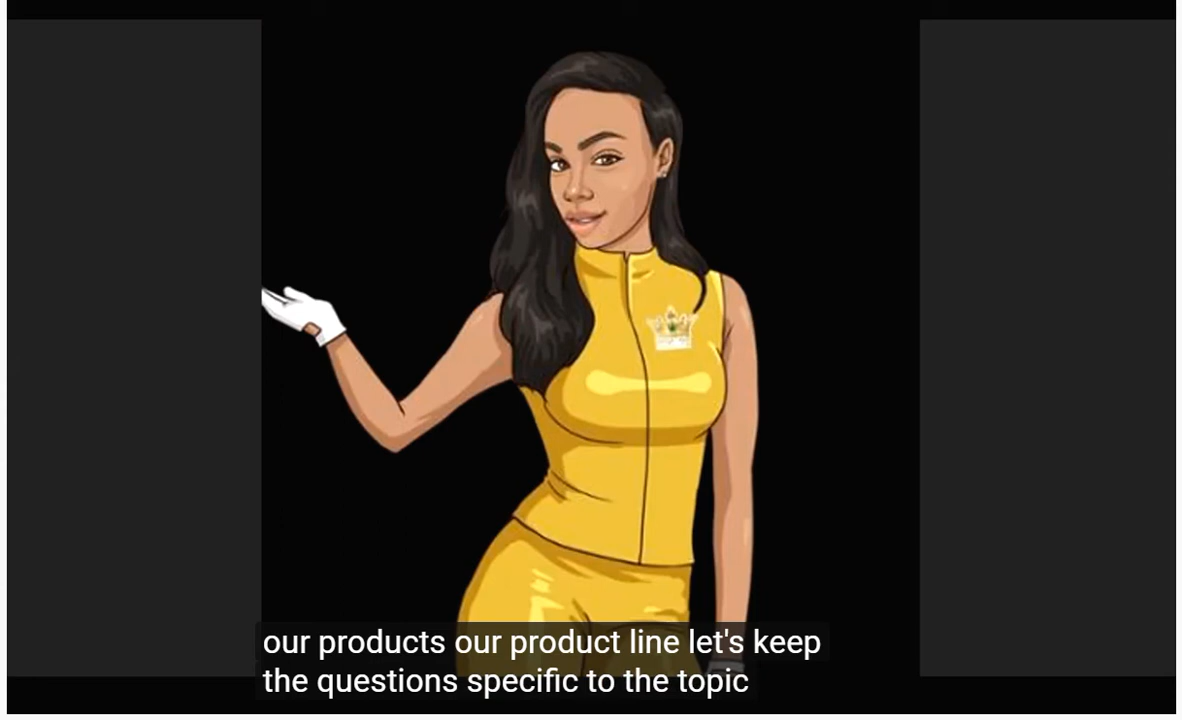 our products our product line let's keep
the questions specific to the topic